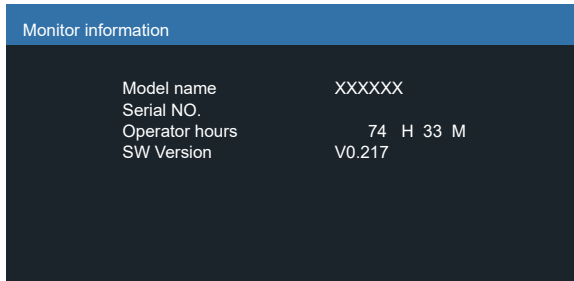 Monitor information
Model name XXXXXX
Serial NO.
Operator hours 74 H 33 M
SW Version V0.217